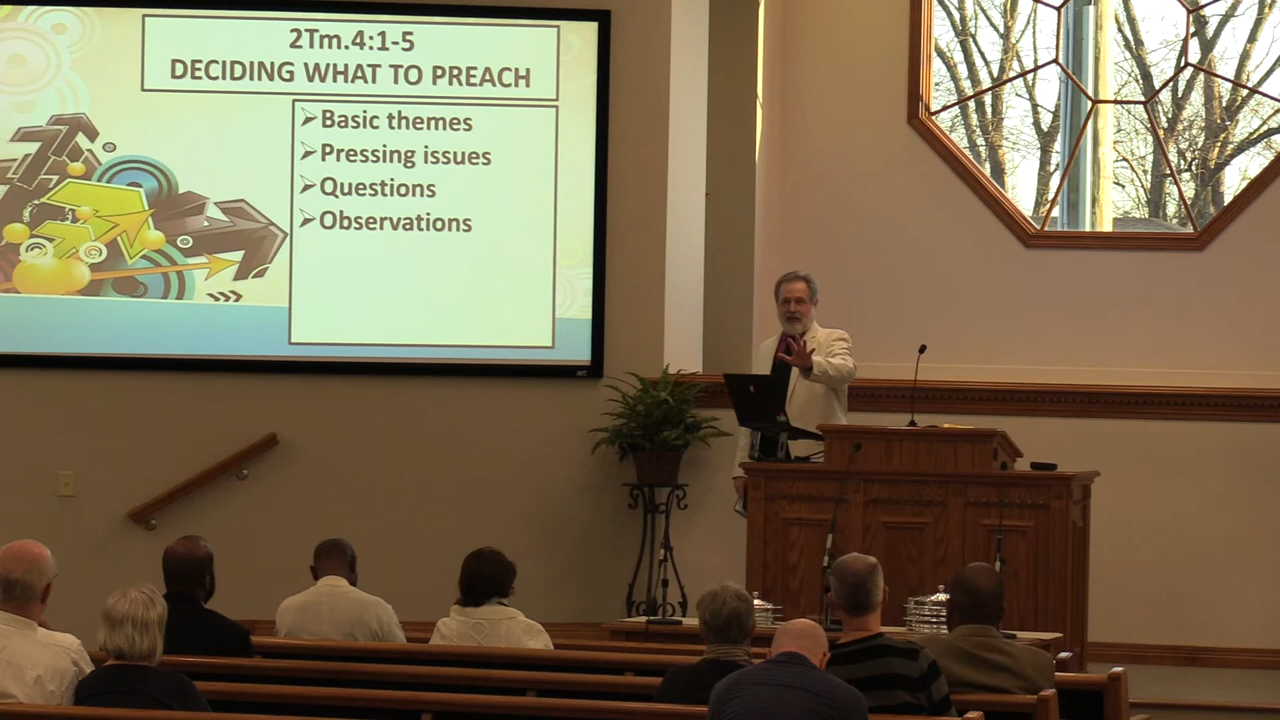 2Tm.4:1-5
DECIDING WHAT TO PREACH
➢Basic themes
➢Pressing issues
➢Questions
➢Observations